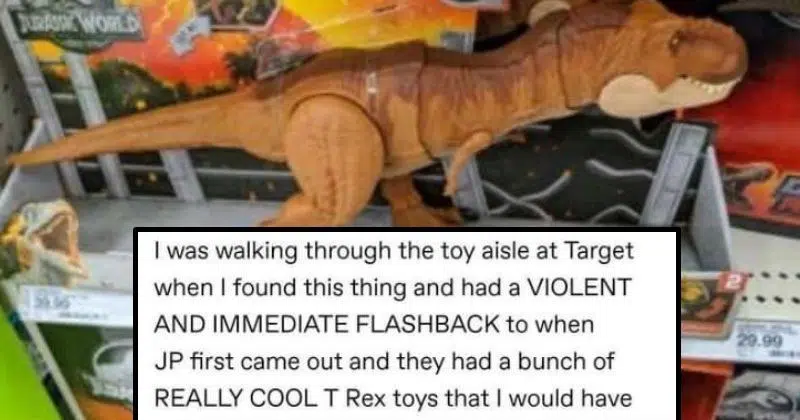 JURASSIC WORLD
I was walking through the toy aisle at Target
when I found this thing and had a VIOLENT
AND IMMEDIATE FLASHBACK to when
JP first came out and they had a bunch of
REALLY COOL T Rex toys that I would have
2
29.99